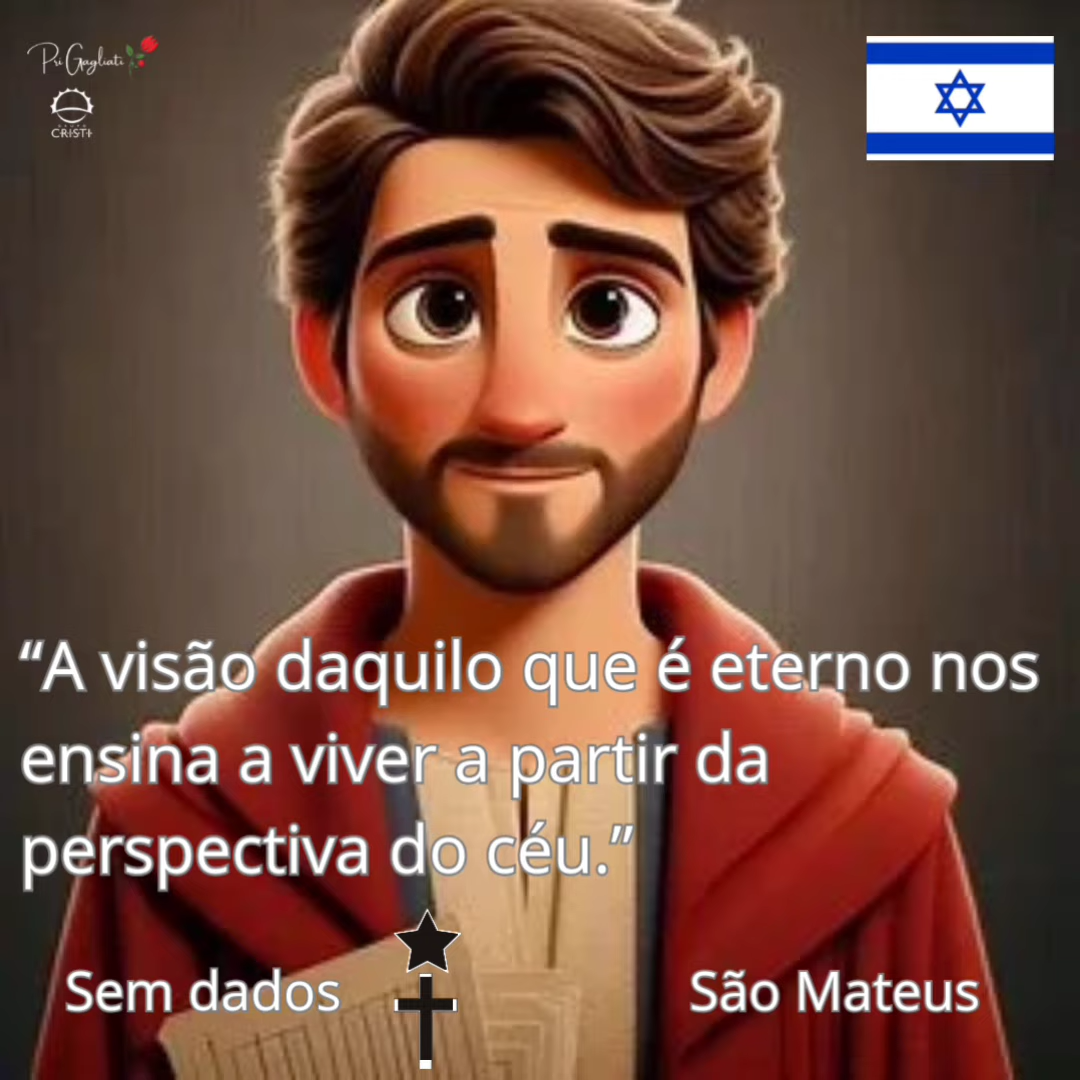 Pri Gagliati
CRISTI
“A visão daquilo que é eterno nos
ensina a viver a partir da
perspectiva do céu.”
Sem dados
São Mateus